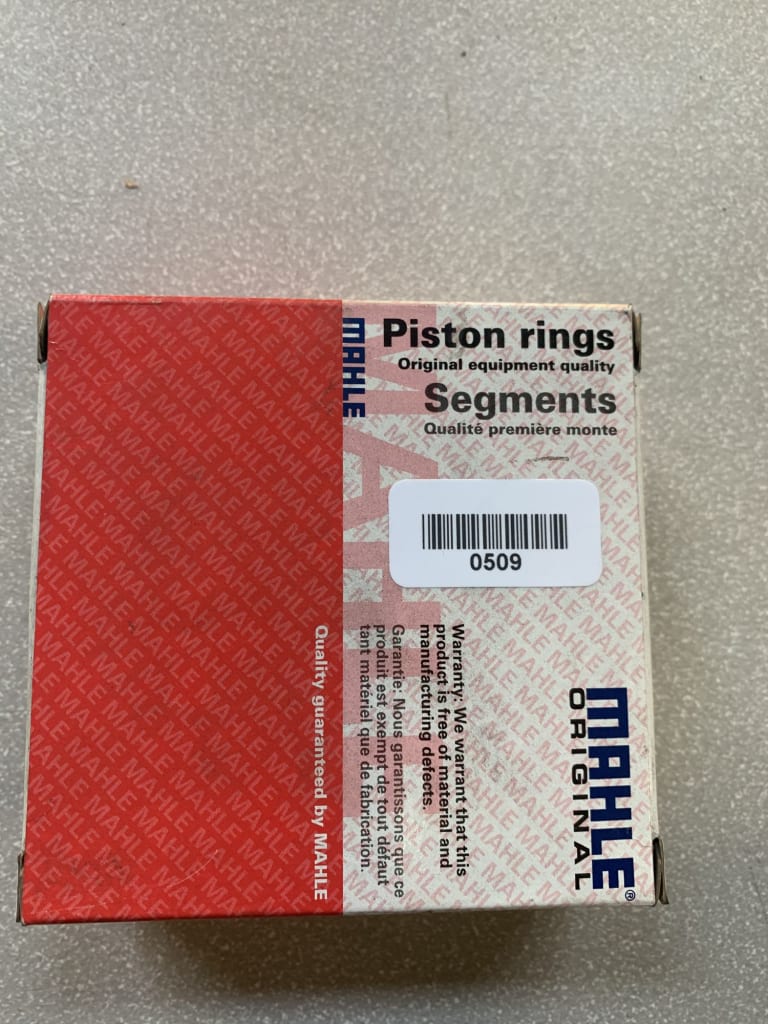 MAHLE
Piston rings
Original equipment quality
Segments
Qualité première monte
0509
Warranty: We warrant that this
product is free of material and
manufacturing defects.
Garantie: Nous garantissons que ce
produit est exempt de tout défaut
tant matériel que de fabrication.
Quality guaranteed by MAHLE
MAHLE®
ORIGINAL
MAHLE